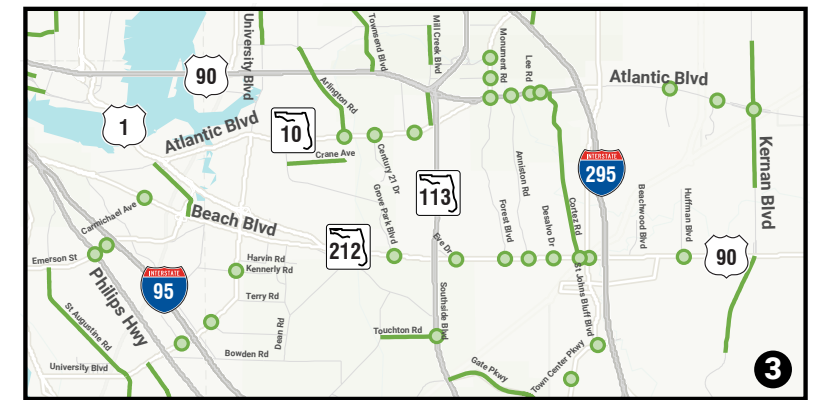 University Blvd
Townsend Blvd
Mill Creek Blvd
Monument Rd
Lee Rd
90
Atlantic Blvd
Arlington Rd
1
Atlantic Blvd
10
Crane Ave
Century 21 Dr
Grove Park Blvd
113
Anniston Rd
INTERSTATE
295
Kernan Blvd
Carmichael Ave
Beach Blvd
212
Eve Dr
Forest Blvd
Desalvo Dr
Cortez Rd
Beachwood Blvd
Huffman Blvd
90
Emerson St
Philips Hwy
INTERSTATE
95
Harvin Rd
Kennerly Rd
Terry Rd
Dean Rd
Bowden Rd
St Augustine Rd
University Blvd
Touchton Rd
Southside Blvd
St Johns Bluff Blvd
Gate Pkwy
Town Center Pkwy
3